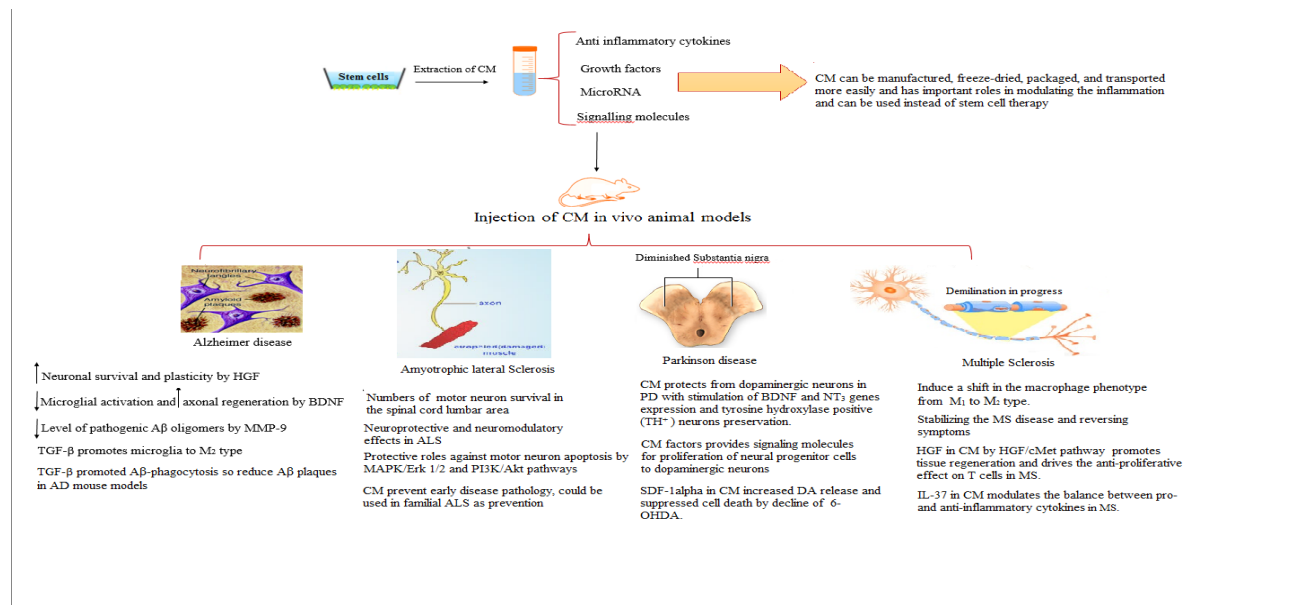 Stem cells
Extraction of CM
Anti inflammatory cytokines
Growth factors
MicroRNA
Signalling molecules
CM can be manufactured, freeze-dried, packaged, and transported
more easily and has important roles in modulating the inflammation
and can be used instead of stem cell therapy
Injection of CM in vivo animal models
Neurofibrillary
tangles
Amyloid
plaques
Alzheimer disease
↑ Neuronal survival and plasticity by HGF
↓ Microglial activation and ↑ axonal regeneration by BDNF
↓ Level of pathogenic Aβ oligomers by MMP-9
TGF-β promotes microglia to M₂ type
TGF-β promoted Aβ-phagocytosis so reduce Aβ plaques
in AD mouse models
axon
muscle
Amyotrophic lateral Sclerosis
Numbers of motor neuron survival in
the spinal cord lumbar area
Neuroprotective and neuromodulatory
effects in ALS
Protective roles against motor neuron apoptosis by
MAPK/Erk 1/2 and PI3K/Akt pathways
CM prevent early disease pathology, could be
used in familial ALS as prevention
Diminished Substantia nigra
Parkinson disease
CM protects from dopaminergic neurons in
PD with stimulation of BDNF and NT₃ genes
expression and tyrosine hydroxylase positive
(TH⁺ ) neurons preservation.
CM factors provides signaling molecules
for proliferation of neural progenitor cells
to dopaminergic neurons
SDF-1alpha in CM increased DA release and
suppressed cell death by decline of 6-
OHDA.
Demilination in progress
Multiple Sclerosis
Induce a shift in the macrophage phenotype
from M₁ to M₂ type.
Stabilizing the MS disease and reversing
symptoms
HGF in CM by HGF/cMet pathway promotes
tissue regeneration and drives the anti-proliferative
effect on T cells in MS.
IL-37 in CM modulates the balance between pro-
and anti-inflammatory cytokines in MS.